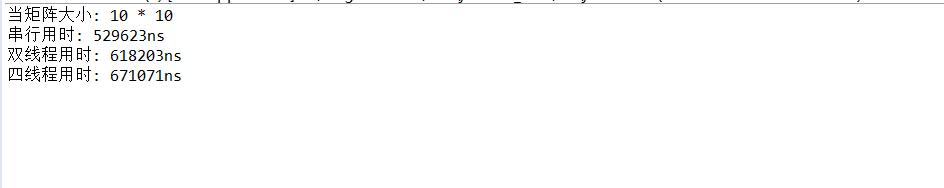 当矩阵大小: 10 * 10
串行用时: 529623ns
双线程用时: 618203ns
四线程用时: 671071ns